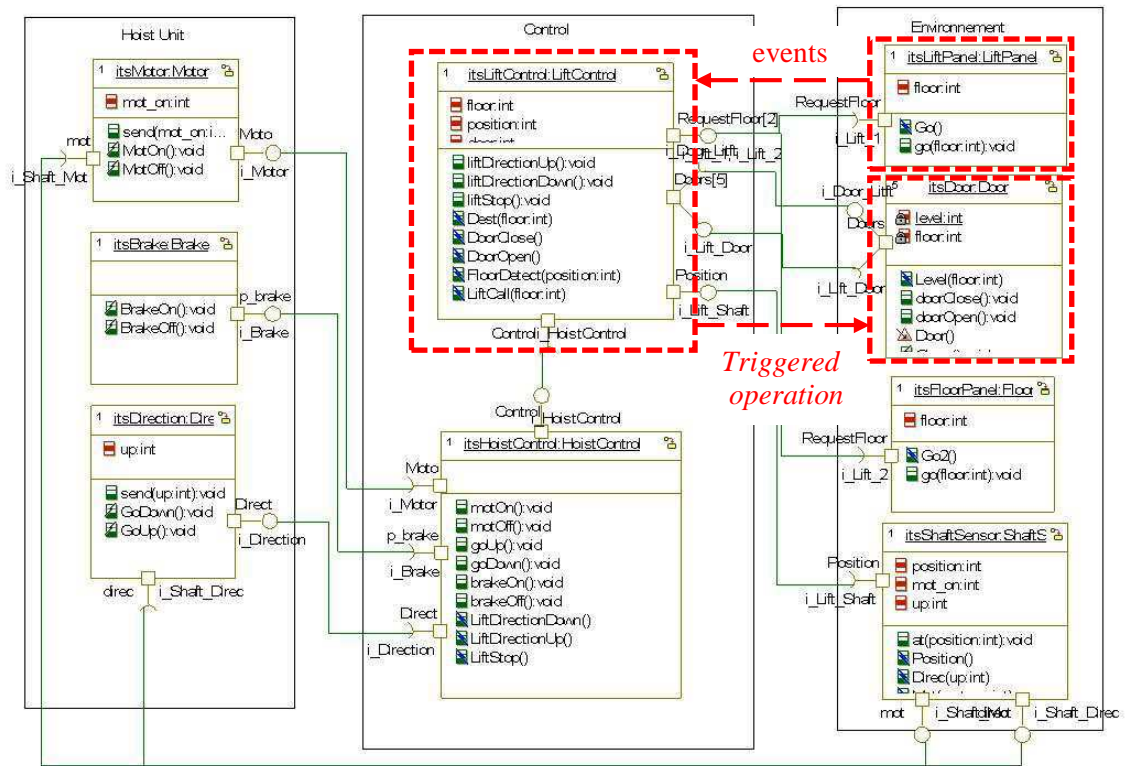 Hoist Unit
1 itsMotor:Motor
mot_on:int
send(mot_on:i...
MotOn():void
MotOff():void
mot
i_Shaft_Mot
Moto
i_Motor
1 itsBrake:Brake
BrakeOn():void
BrakeOff():void
p_brake
i_Brake
1 itsDirection:Dire
up:int
send(up:int):void
GoDown():void
GoUp():void
Direct
i_Direction
direc
i_Shaft_Direc
Control
1 itsLiftControl:LiftControl
floor:int
position:int
liftDirectionUp():void
liftDirectionDown():void
liftStop():void
Dest(floor:int)
DoorClose()
DoorOpen()
FloorDetect(position:int)
LiftCall(floor:int)
RequestFloor[2]
i_Lift_2
Doors[5]
i_Lift_Door
Position
i_Lift_Shaft
Control
i_HoistControl
Control
i_HoistControl
1 itsHoistControl:HoistControl
motOn():void
motOff():void
goUp():void
goDown():void
brakeOn():void
brakeOff():void
LiftDirectionDown()
LiftDirectionUp()
LiftStop()
Moto
i_Motor
p_brake
i_Brake
Direct
i_Direction
events
Triggered
operation
Environnement
1 itsLiftPanel:LiftPanel
floor:int
Go()
go(floor:int):void
RequestFloor
i_Lift_1
i_Door_Litft
5
itsDoor:Door
level:int
floor:int
Level(floor:int)
doorClose():void
doorOpen():void
Door()
Doors
i_Lift_Door
1 itsFloorPanel:Floor
floor:int
Go2()
go(floor:int):void
RequestFloor
i_Lift_2
1 itsShaftSensor:ShaftS
position:int
mot_on:int
up:int
at(position:int):void
Position()
Direc(up:int)
Position
i_Lift_Shaft
mot
i_Shaft_Direc